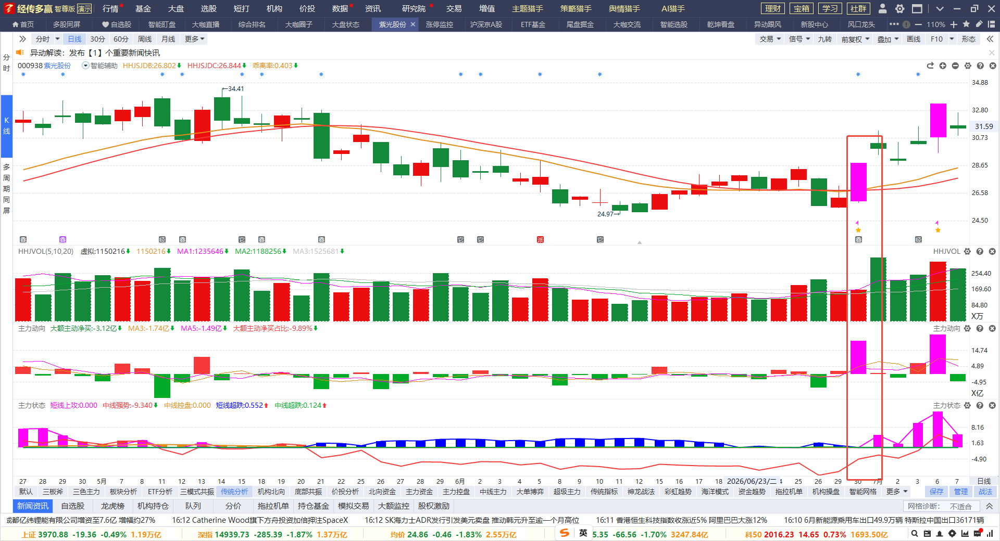 经传多赢 智尊版 演示 行情 基金 大盘 选股 短打 机构 价投 数据 资讯 研究院 交易 增值 主题猎手 策略猎手 舆情猎手 AI猎手 理财 宝箱 学习 社群
首页 多股同屏 自选股 智能盯盘 大咖直播 综合排名 大咖圈子 大盘状态 紫光股份 涨停监控 沪深京A股 ETF基金 尾盘掘金 大咖交流 智能选股 乾坤看盘 异动跟风 新股中心 风口龙头 110%
分时 日线 30分 60分 周线 月线 更多 交易 信号 九转 前复权 叠加 画线 F10 形态
异动解读：发布【1】个重要新闻快讯
分时
K线
多周期同屏
000938 紫光股份 智能辅助 HHJSJDB:26.802 HHJSJDC:26.844 乖离率:0.403
34.88
←34.41
32.80
31.59
30.73
28.65
26.58
24.97→
24.50
查 查 经 查 它 查 查 它 它 派 它 查 经
HHJVOL(5,10,20) 虚拟:1150216 1150216 MA1:1235646 MA2:1188256 MA3:1525681 HHJVOL
254.40
169.60
84.80
X万
主力动向 大额主动净买:-3.12亿 MA3:-1.74亿 MA5:-1.49亿 大额主动净买占比:-9.89% 主力动向
14.74
4.89
-4.95
X亿
主力状态 短线上攻:0.000 中线强势:-9.340 中线控盘:0.000 短线超跌:0.552 中线超跌:0.124 主力状态
8.16
1.63
-4.90
27 28 29 30 5月 7 8 11 12 13 14 15 18 19 20 21 22 25 26 27 28 29 6月 2 3 4 5 8 9 10 11 12 15 16 17 18 2026/06/23/二 25 26 29 30 7月 2 3 6 7 日线
默认 三板斧 三色主力 板块分析 ETF分析 三模式共振 传统分析 机构北向 底部共振 价投分析 北向资金 主力资金 主力控盘 中线主力 大单博弈 超级主力 传统指标 神龙战法 彩虹趋势 海洋模式 资金趋势 拖拉机单 机构操盘 智能网格 更多 保存 管理 战法
新闻资讯 自选股 龙虎榜 机构持仓 队列 分价 拖拉机单 持仓基金 模拟交易 大额监控 股权激励 网格诊断： 不适合
成都亿纬锂能有限公司增资至7.6亿 增幅约27% 16:12 Catherine Wood旗下方舟投资加倍押注SpaceX 16:12 SK海力士ADR发行引发美元卖盘 推动韩元升至逾一个月高位 16:11 香港恒生科技指数收涨近5% 阿里巴巴大涨12% 16:10 6月新能源乘用车出口49.9万辆 特斯拉中国出口36171辆
上证 3970.88 -19.36 -0.49% 1.19万亿 深指 14939.73 -285.39 -1.87% 1.37万亿 均价 24.86 -0.46 -1.83% 2.55万亿 英 5.35 -66.56 -1.70% 3247.84亿 科50 2016.23 14.65 0.73% 1693.50亿